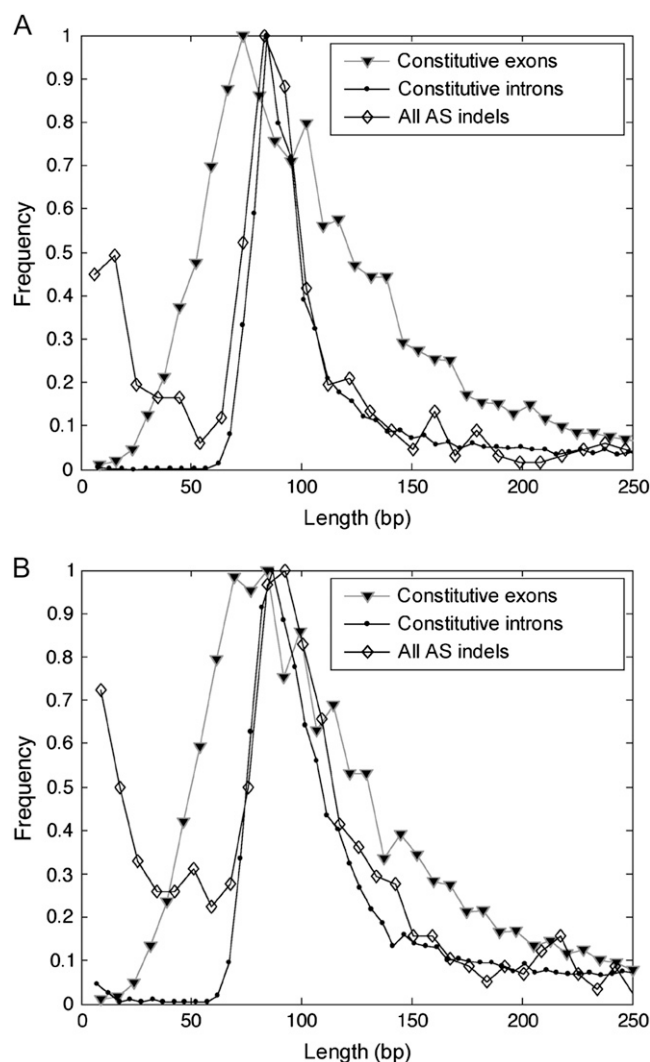 A
Frequency
1
0.9
0.8
0.7
0.6
0.5
0.4
0.3
0.2
0.1
0
Constitutive exons
Constitutive introns
All AS indels
0 50 100 150 200 250
Length (bp)
B
Frequency
1
0.9
0.8
0.7
0.6
0.5
0.4
0.3
0.2
0.1
0
Constitutive exons
Constitutive introns
All AS indels
0 50 100 150 200 250
Length (bp)